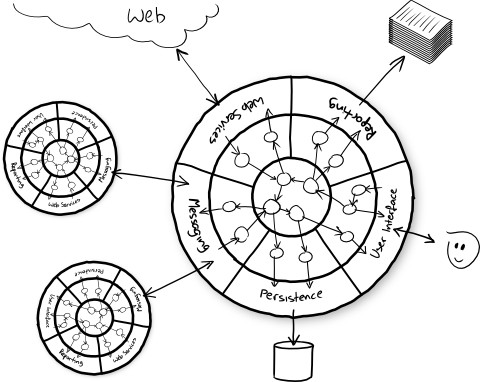 Web
Web Services
Reporting
Messaging
User Interface
Persistence
User Interface
Persistence
Reporting
Messaging
Web Services
Persistence
User Interface
Messaging
Reporting
Web Services